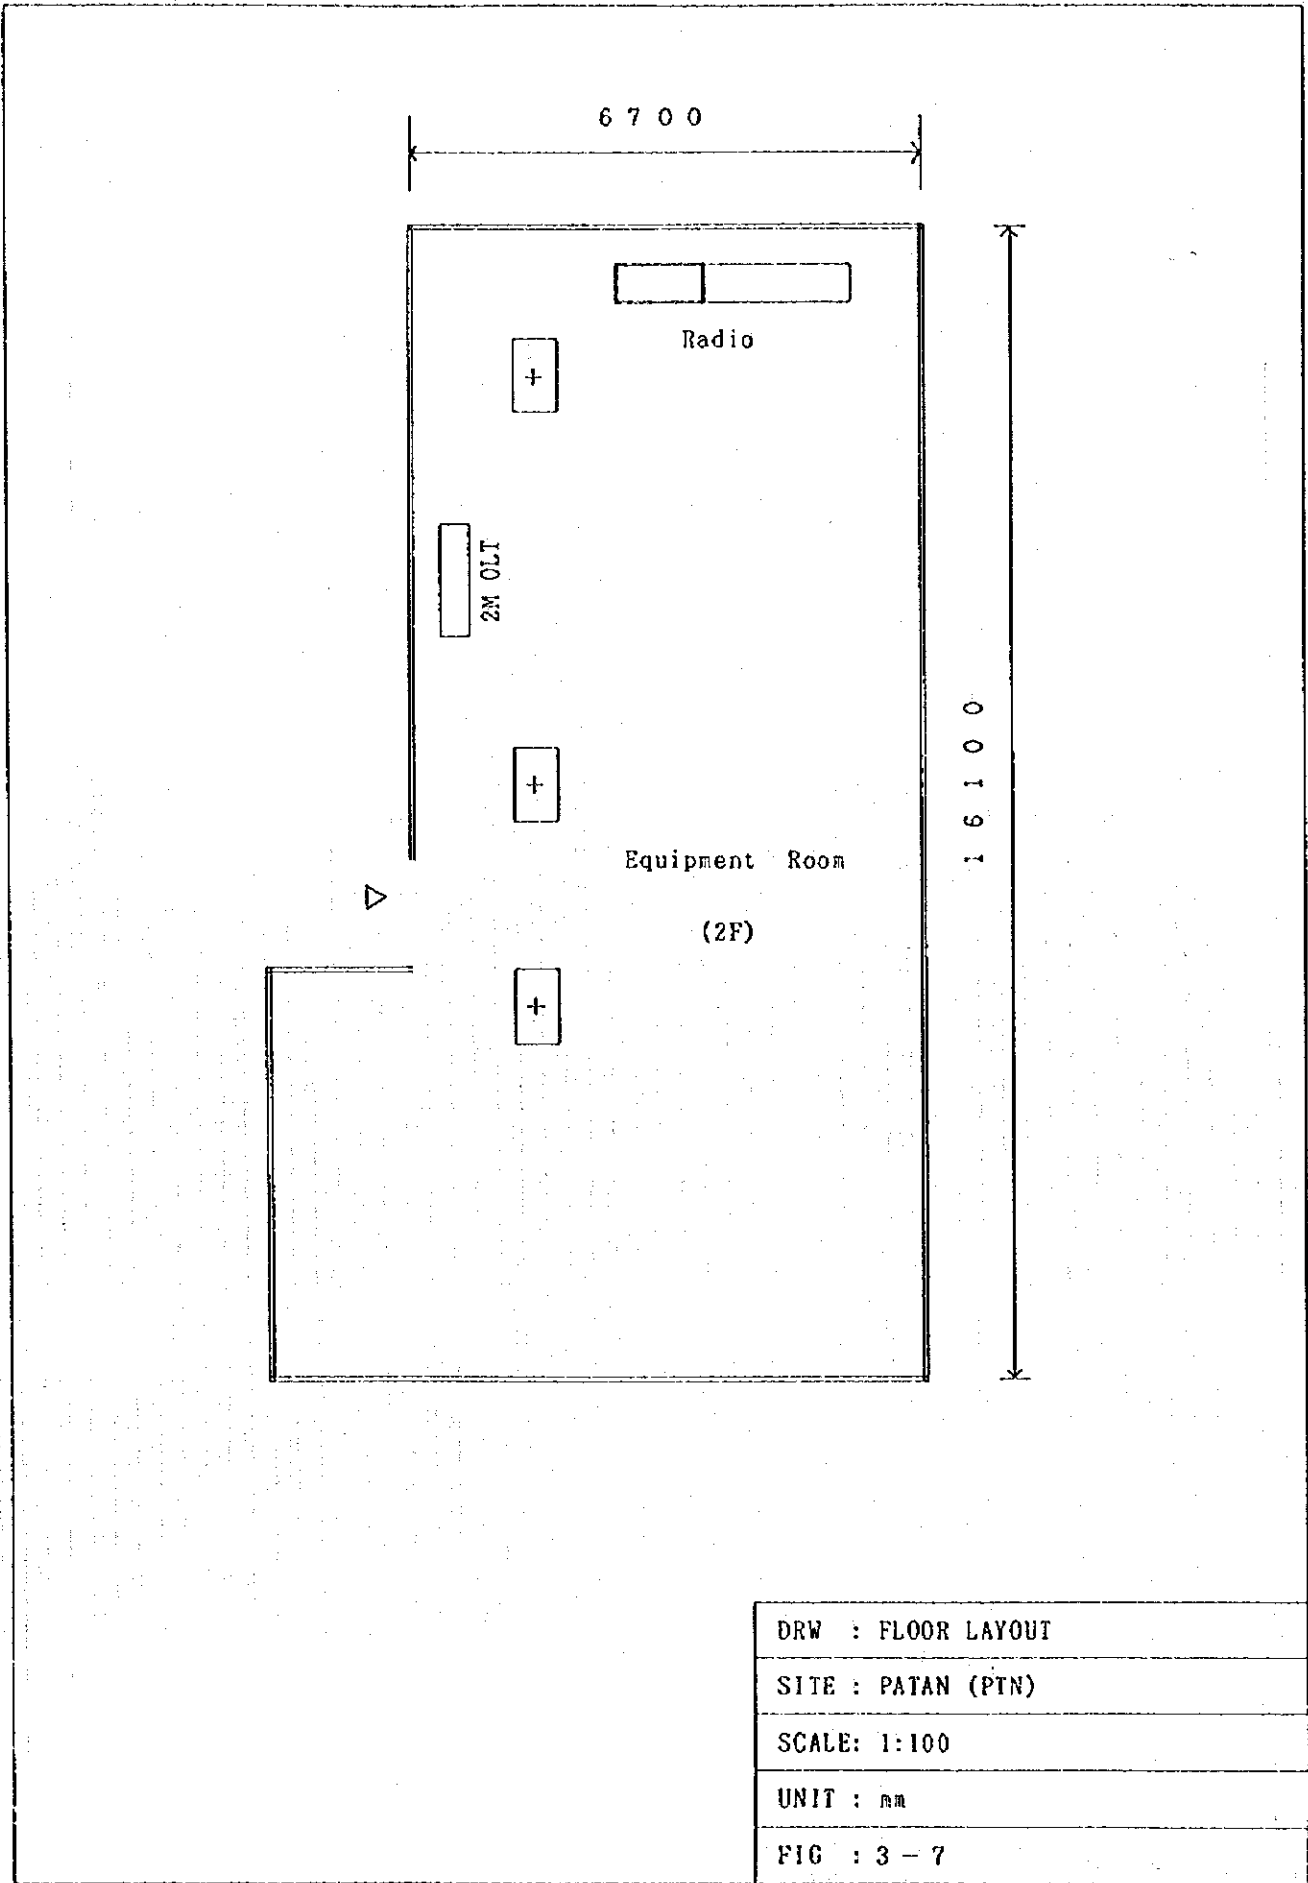 6700
Radio
2M OLT
16100
Equipment Room
(2F)
DRW : FLOOR LAYOUT
SITE : PATAN (PTN)
SCALE: 1:100
UNIT : mm
FIG : 3 - 7